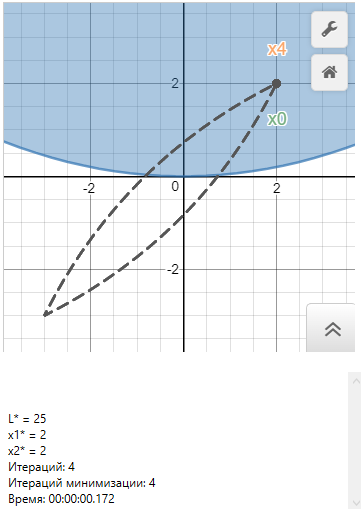 x4
2
x0
-2
0
2
-2
L* = 25
x1* = 2
x2* = 2
Итераций: 4
Итераций минимизации: 4
Время: 00:00:00.172